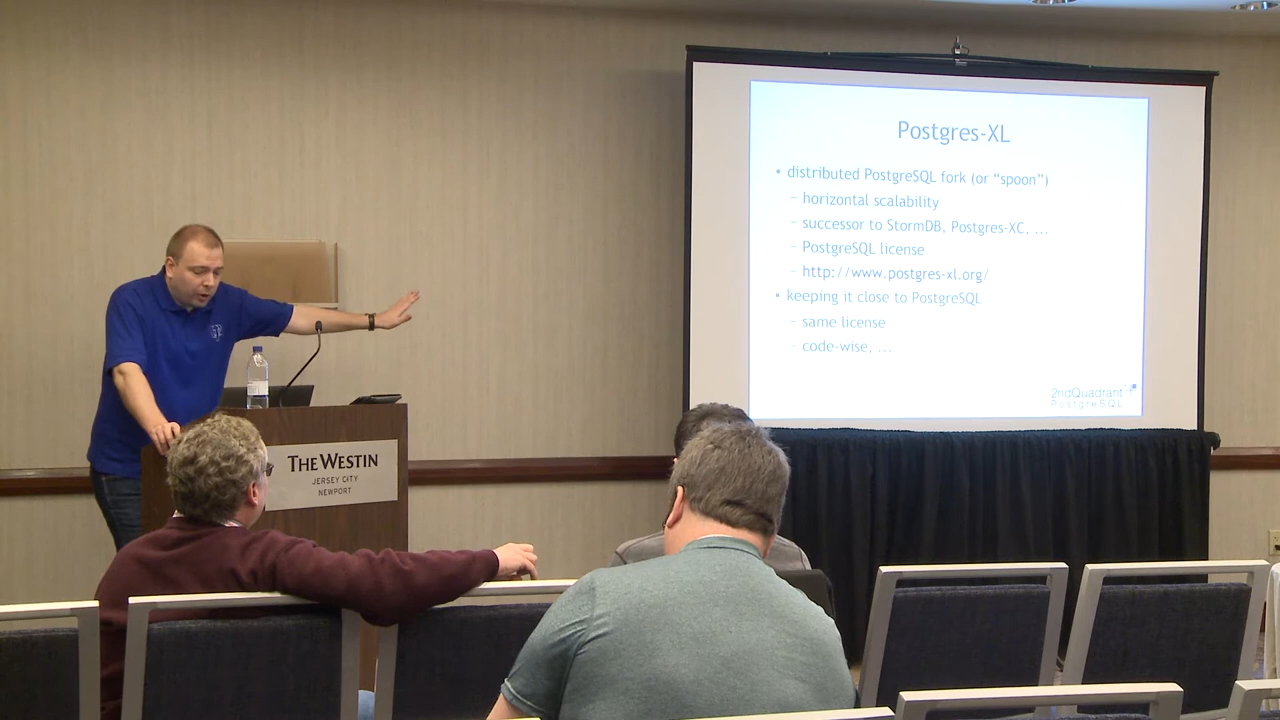 Postgres-XL
• distributed PostgreSQL fork (or “spoon”)
– horizontal scalability
– successor to StormDB, Postgres-XC, ...
– PostgreSQL license
– http://www.postgres-xl.org/
• keeping it close to PostgreSQL
– same license
– code-wise, ...
2ndQuadrant
PostgreSQL
THE WESTIN
JERSEY CITY
NEWPORT